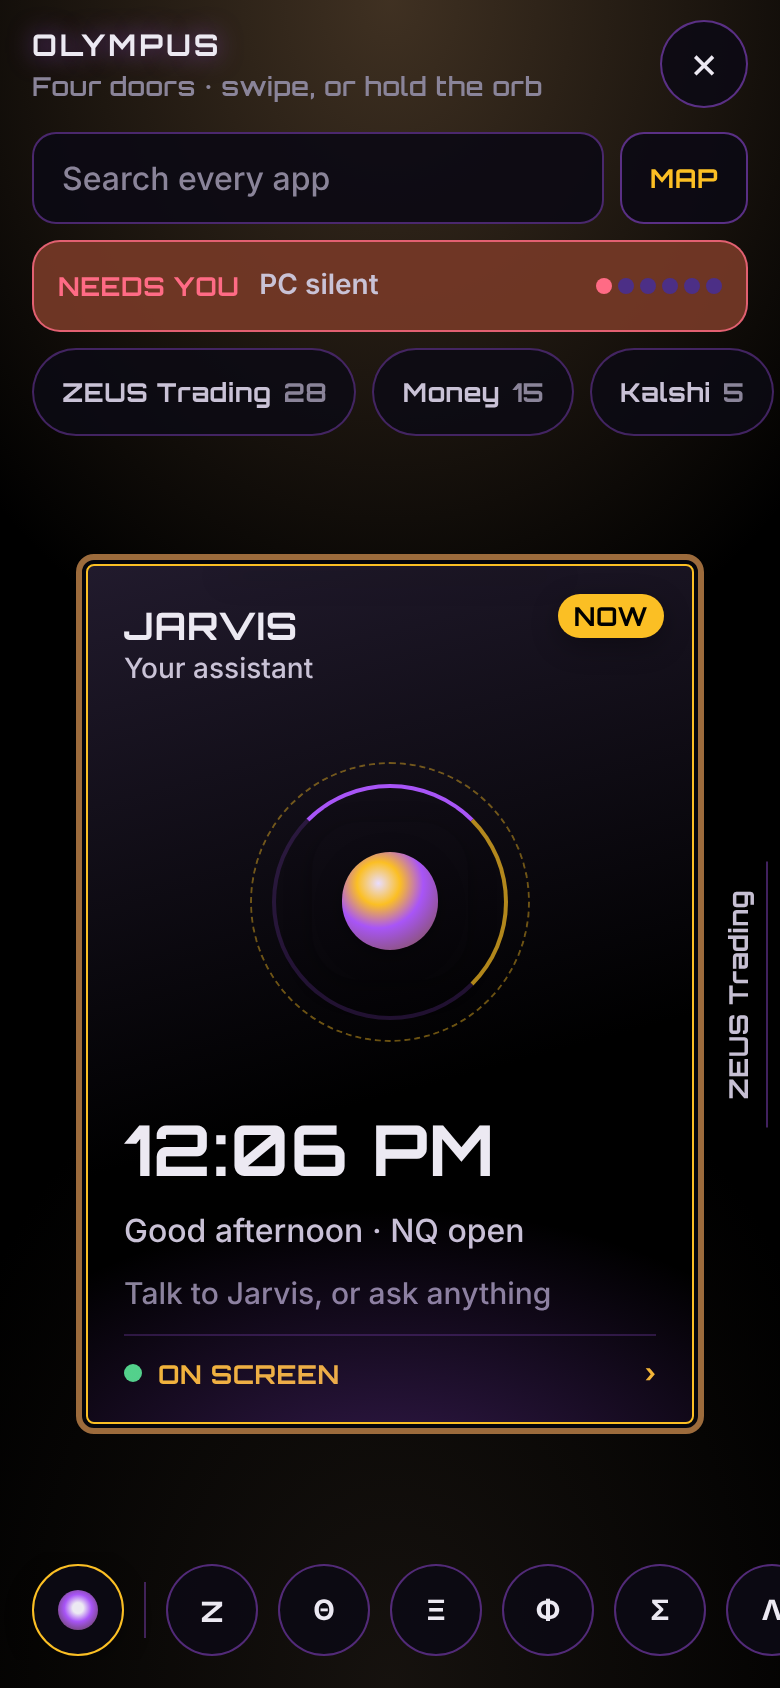 OLYMPUS
Four doors · swipe, or hold the orb
×
Search every app
MAP
NEEDS YOU PC silent
ZEUS Trading 28
Money 15
Kalshi 5
JARVIS
NOW
Your assistant
ZEUS Trading
12:06 PM
Good afternoon · NQ open
Talk to Jarvis, or ask anything
ON SCREEN ›
Z Θ Ξ Φ Σ